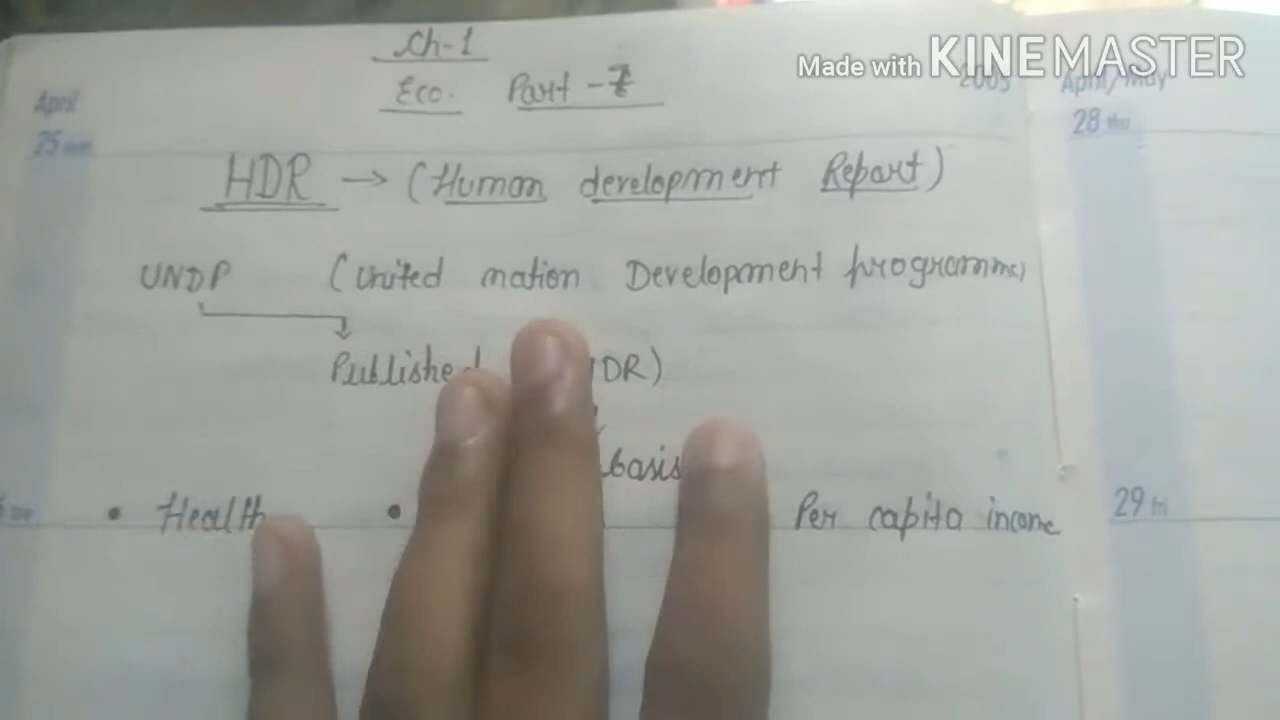 Made with KINEMASTER
Ch-1
Eco. Part - 7
2005
April
25
April/May
28 thu
HDR → (Human development Report)
UNDP (United nation Development programme)
Published DR)
basis
• Health • Per capita income
29 fri